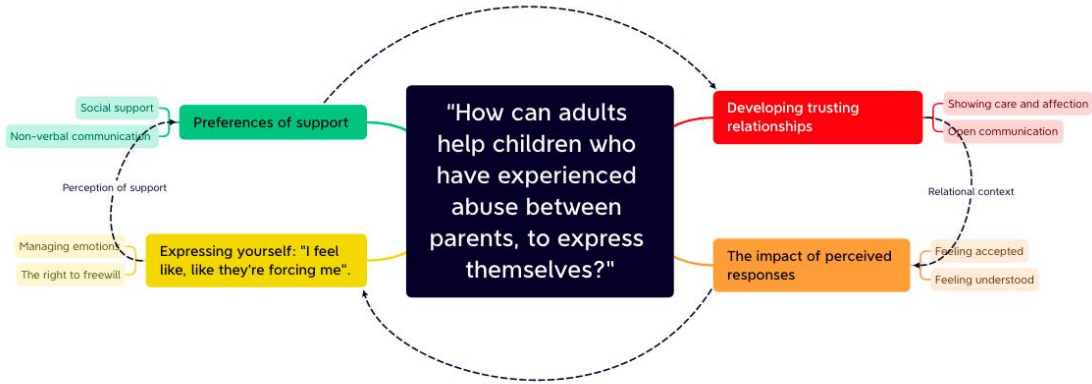 Social support
Non-verbal communication
Preferences of support
Perception of support
Managing emotions
The right to freewill
Expressing yourself: "I feel
like, like they're forcing me".
"How can adults
help children who
have experienced
abuse between
parents, to express
themselves?"
Developing trusting
relationships
Showing care and affection
Open communication
Relational context
The impact of perceived
responses
Feeling accepted
Feeling understood